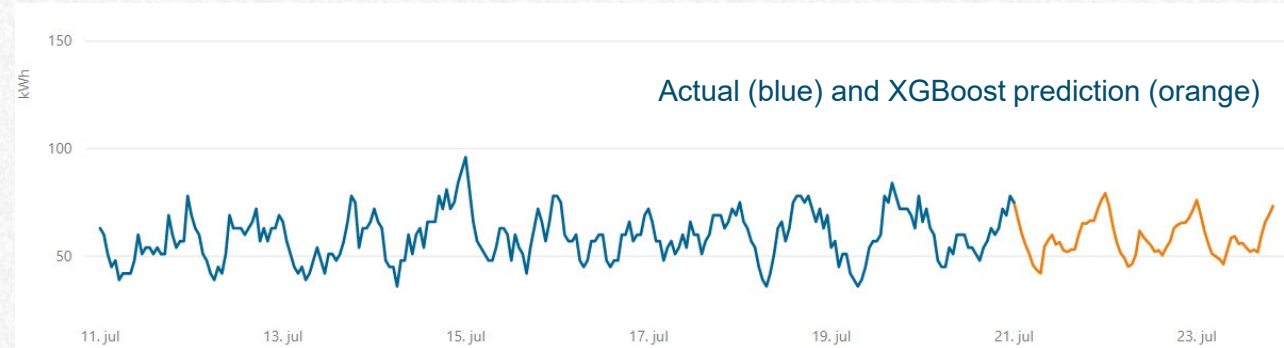 150
kWh
Actual (blue) and XGBoost prediction (orange)
100
50
11. jul 13. jul 15. jul 17. jul 19. jul 21. jul 23. jul